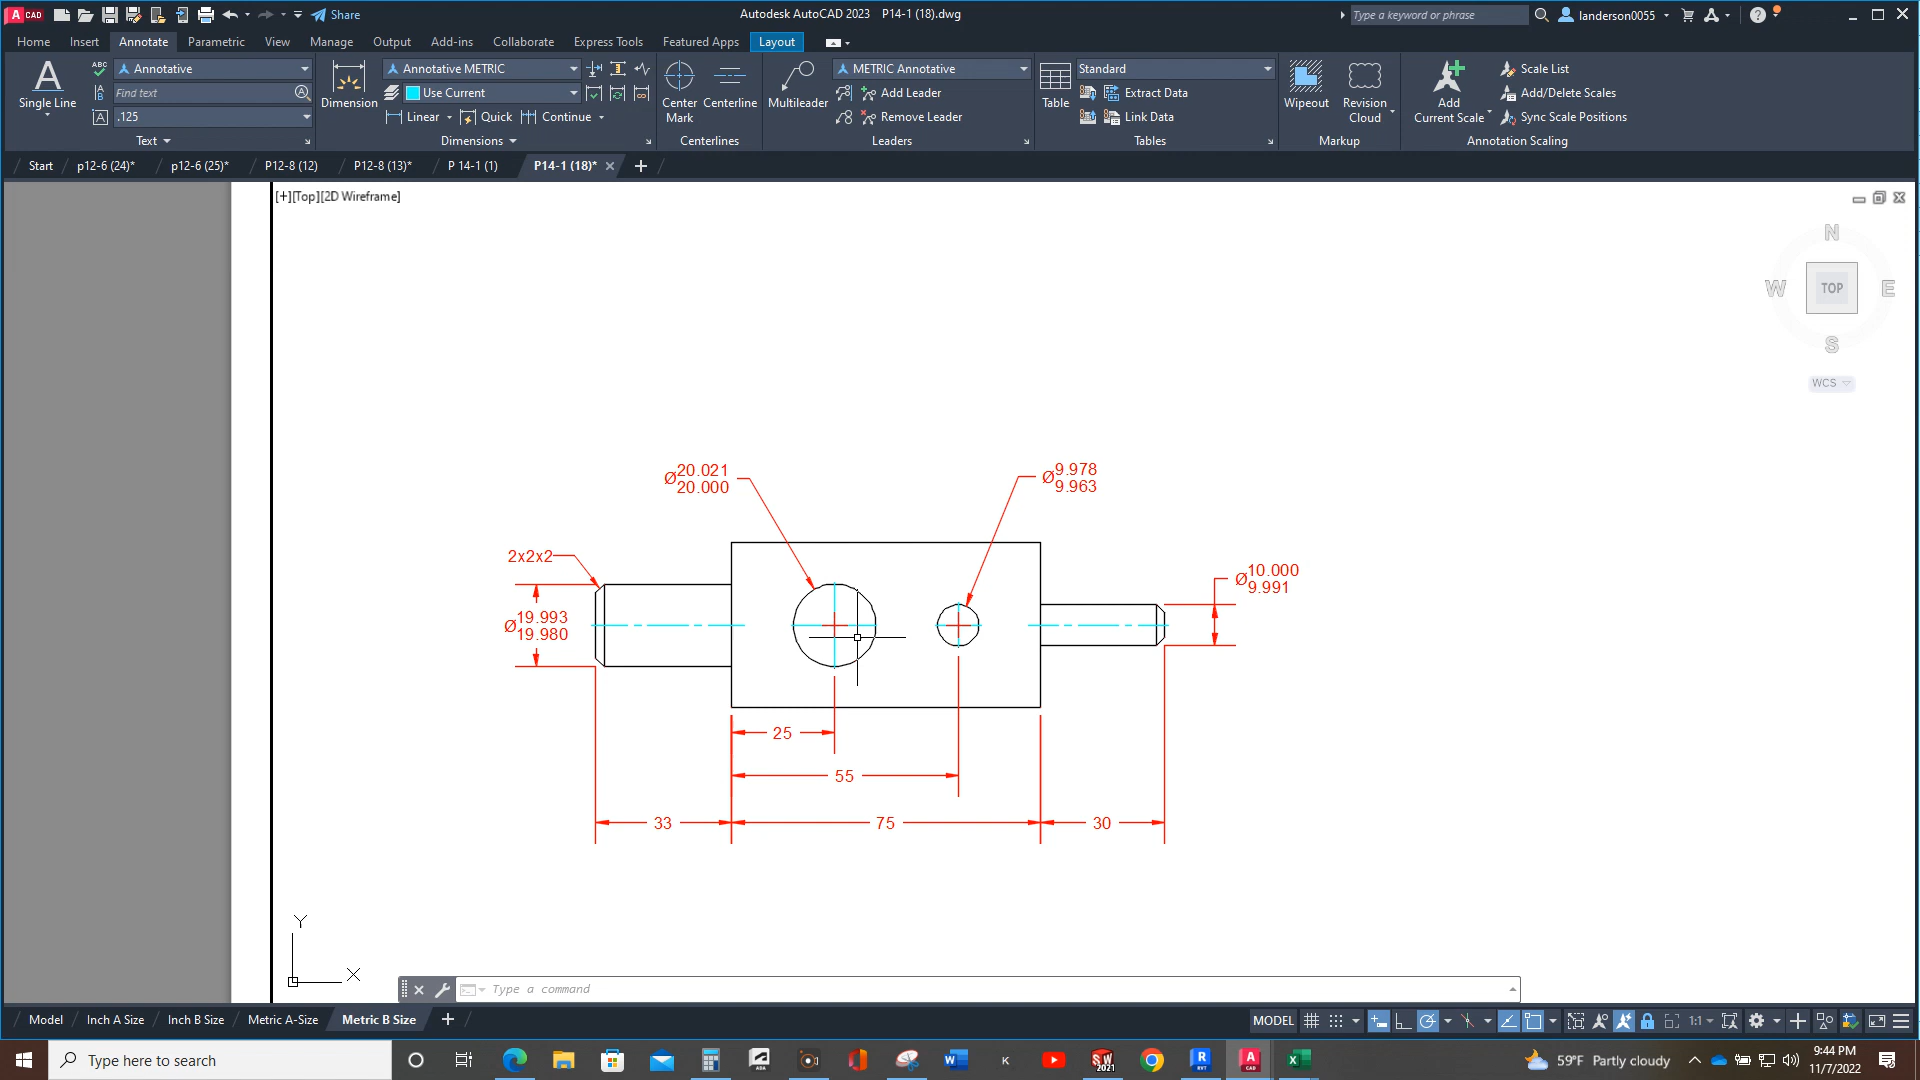 A CAD Share Autodesk AutoCAD 2023 P14-1 (18).dwg Type a keyword or phrase landerson0055
Home Insert Annotate Parametric View Manage Output Add-ins Collaborate Express Tools Featured Apps Layout
A Single Line
ABC Annotative
Find text
.125
Text
Dimension
Annotative METRIC
Use Current
Linear Quick Continue
Dimensions
Center Mark
Centerline
Centerlines
Multileader
METRIC Annotative
Add Leader
Remove Leader
Leaders
Table
Standard
Extract Data
Link Data
Tables
Wipeout
Revision Cloud
Markup
Add Current Scale
Scale List
Add/Delete Scales
Sync Scale Positions
Annotation Scaling
Start p12-6 (24)* p12-6 (25)* P12-8 (12) P12-8 (13)* P 14-1 (1) P14-1 (18)*
[+][Top][2D Wireframe]
N
W TOP E
S
WCS
Ø20.021
20.000
Ø9.978
9.963
2x2x2
Ø10.000
9.991
Ø19.993
19.980
25
55
33 75 30
Y
X
Type a command
Model Inch A Size Inch B Size Metric A-Size Metric B Size MODEL 1:1
Type here to search
59°F Partly cloudy
9:44 PM
11/7/2022